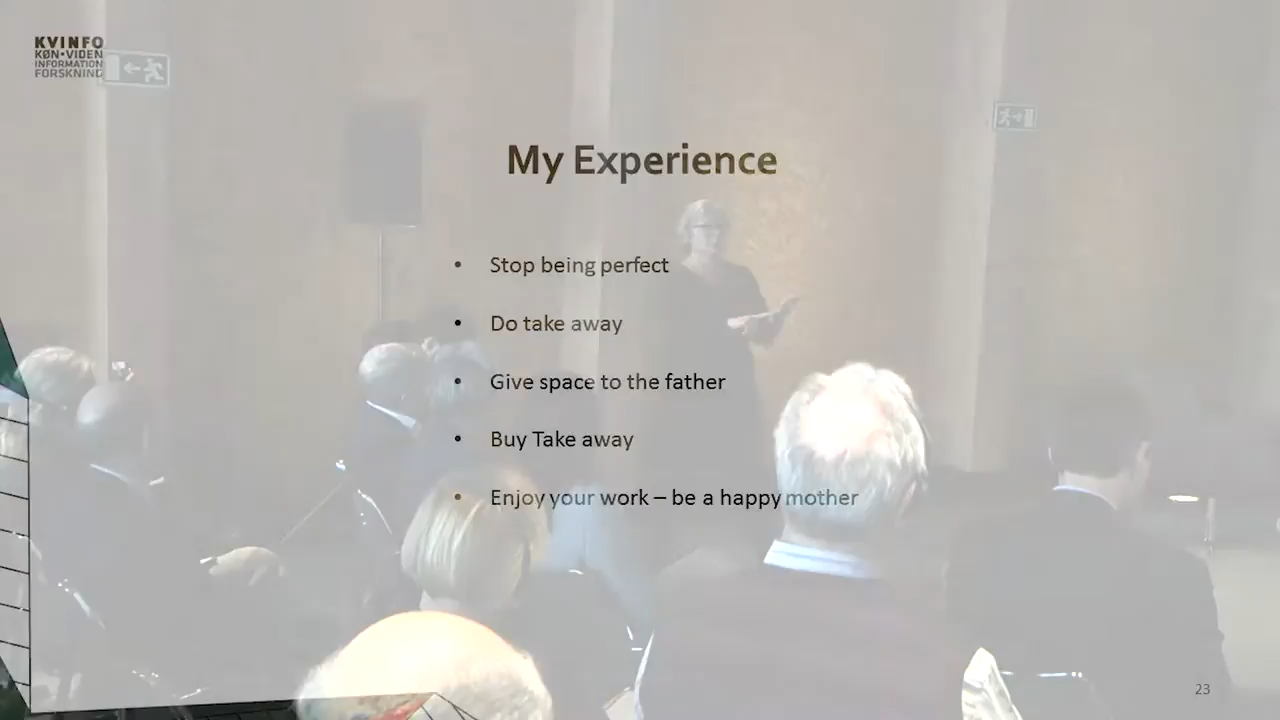 KVINFO
KØN•VIDEN
INFORMATION
FORSKNING
My Experience
• Stop being perfect
• Do take away
• Give space to the father
• Buy Take away
• Enjoy your work – be a happy mother
23